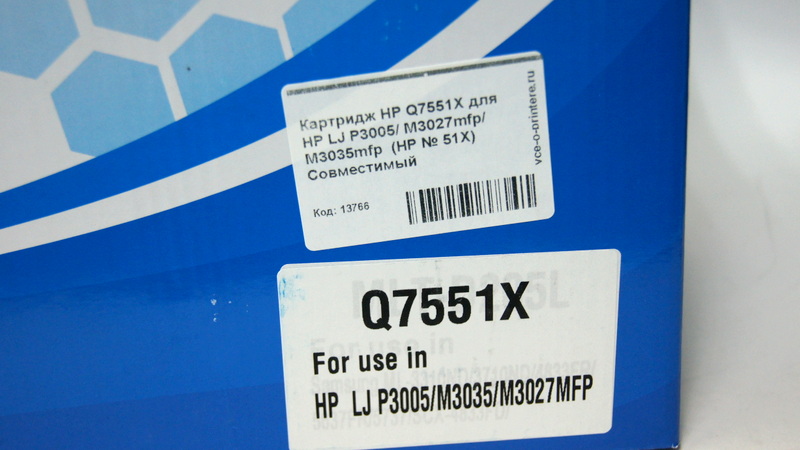 Картридж HP Q7551X для
HP LJ P3005/ M3027mfp/
M3035mfp (HP № 51X)
Совместимый
Код: 13766
vce-o-printere.ru
Q7551X
For use in
HP LJ P3005/M3035/M3027MFP